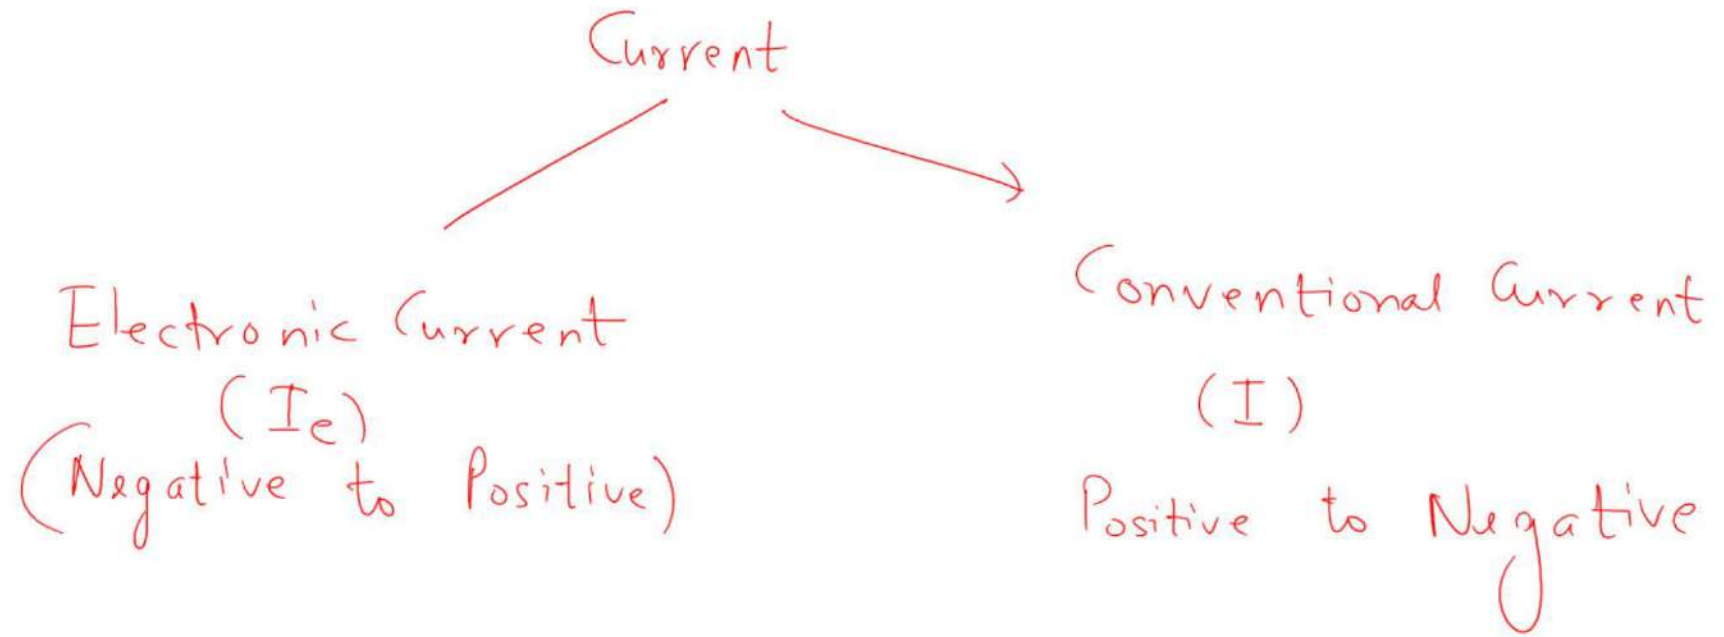 Current
Electronic Current
(Ie)
(Negative to Positive)
Conventional Current
(I)
Positive to Negative